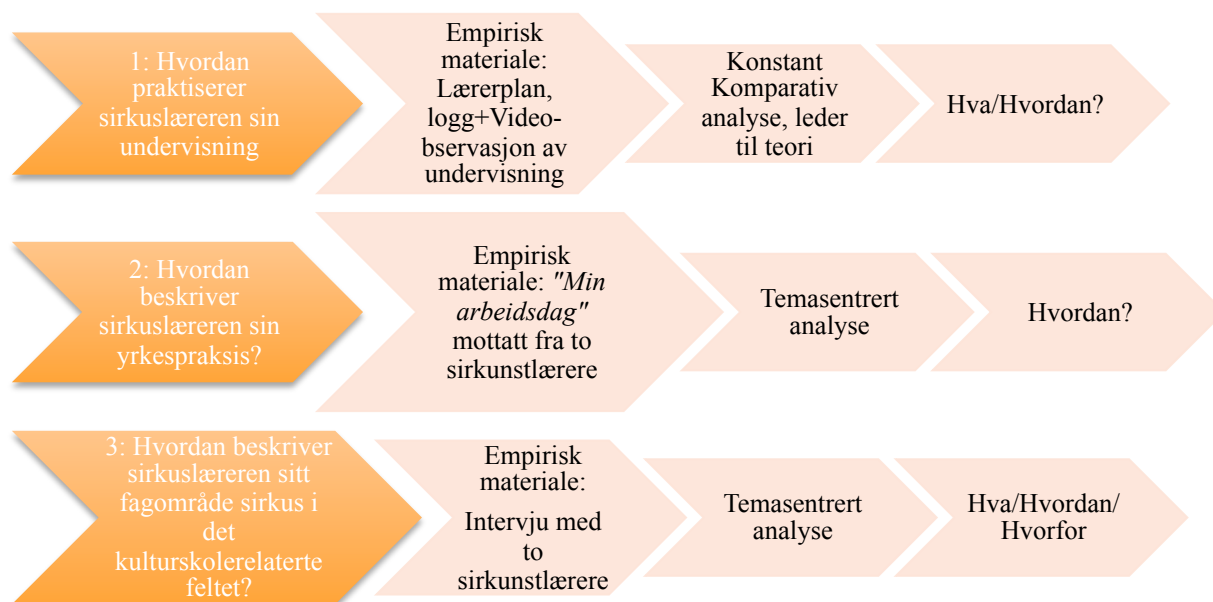 1: Hvordan
praktiserer
sirkuslæreren sin
undervisning
Empirisk
materiale:
Lærerplan,
logg+Video-
bservasjon av
undervisning
Konstant
Komparativ
analyse, leder
til teori
Hva/Hvordan?
2: Hvordan
beskriver
sirkuslæreren sin
yrkespraksis?
Empirisk
materiale: "Min
arbeidsdag"
mottatt fra to
sirkunstlærere
Temasentrert
analyse
Hvordan?
3: Hvordan beskriver
sirkuslæreren sitt
fagområde sirkus i
det
kulturskolerelaterte
feltet?
Empirisk
materiale:
Intervju med
to
sirkunstlærere
Temasentrert
analyse
Hva/Hvordan/
Hvorfor